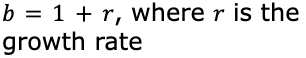 b = 1 + r, where r is the
growth rate